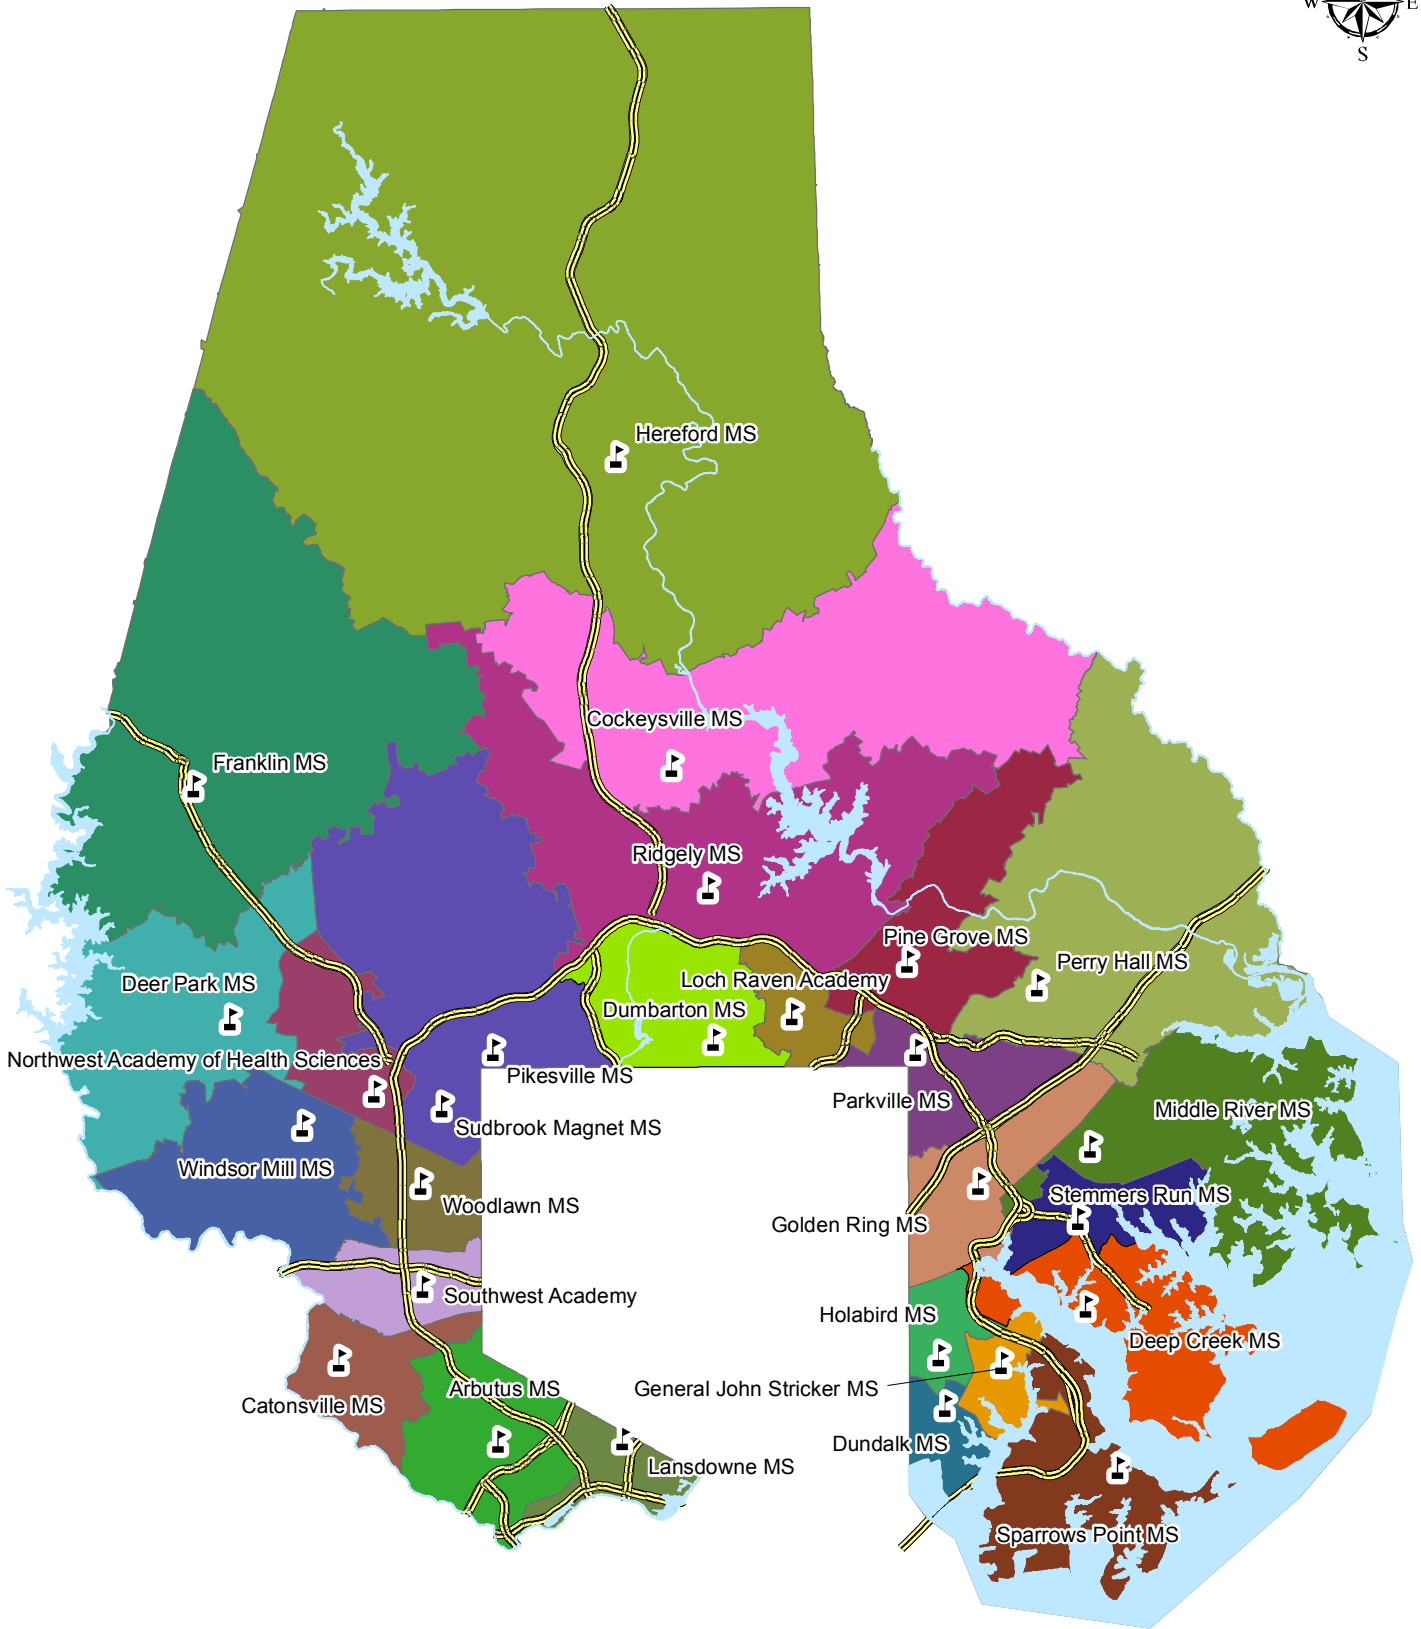 W E
S
Hereford MS
Cockeysville MS
Franklin MS
Ridgely MS
Pine Grove MS
Perry Hall MS
Deer Park MS
Loch Raven Academy
Dumbarton MS
Northwest Academy of Health Sciences
Pikesville MS
Parkville MS
Middle River MS
Sudbrook Magnet MS
Windsor Mill MS
Stemmers Run MS
Woodlawn MS
Golden Ring MS
Southwest Academy
Holabird MS
Deep Creek MS
Arbutus MS
General John Stricker MS
Catonsville MS
Dundalk MS
Lansdowne MS
Sparrows Point MS